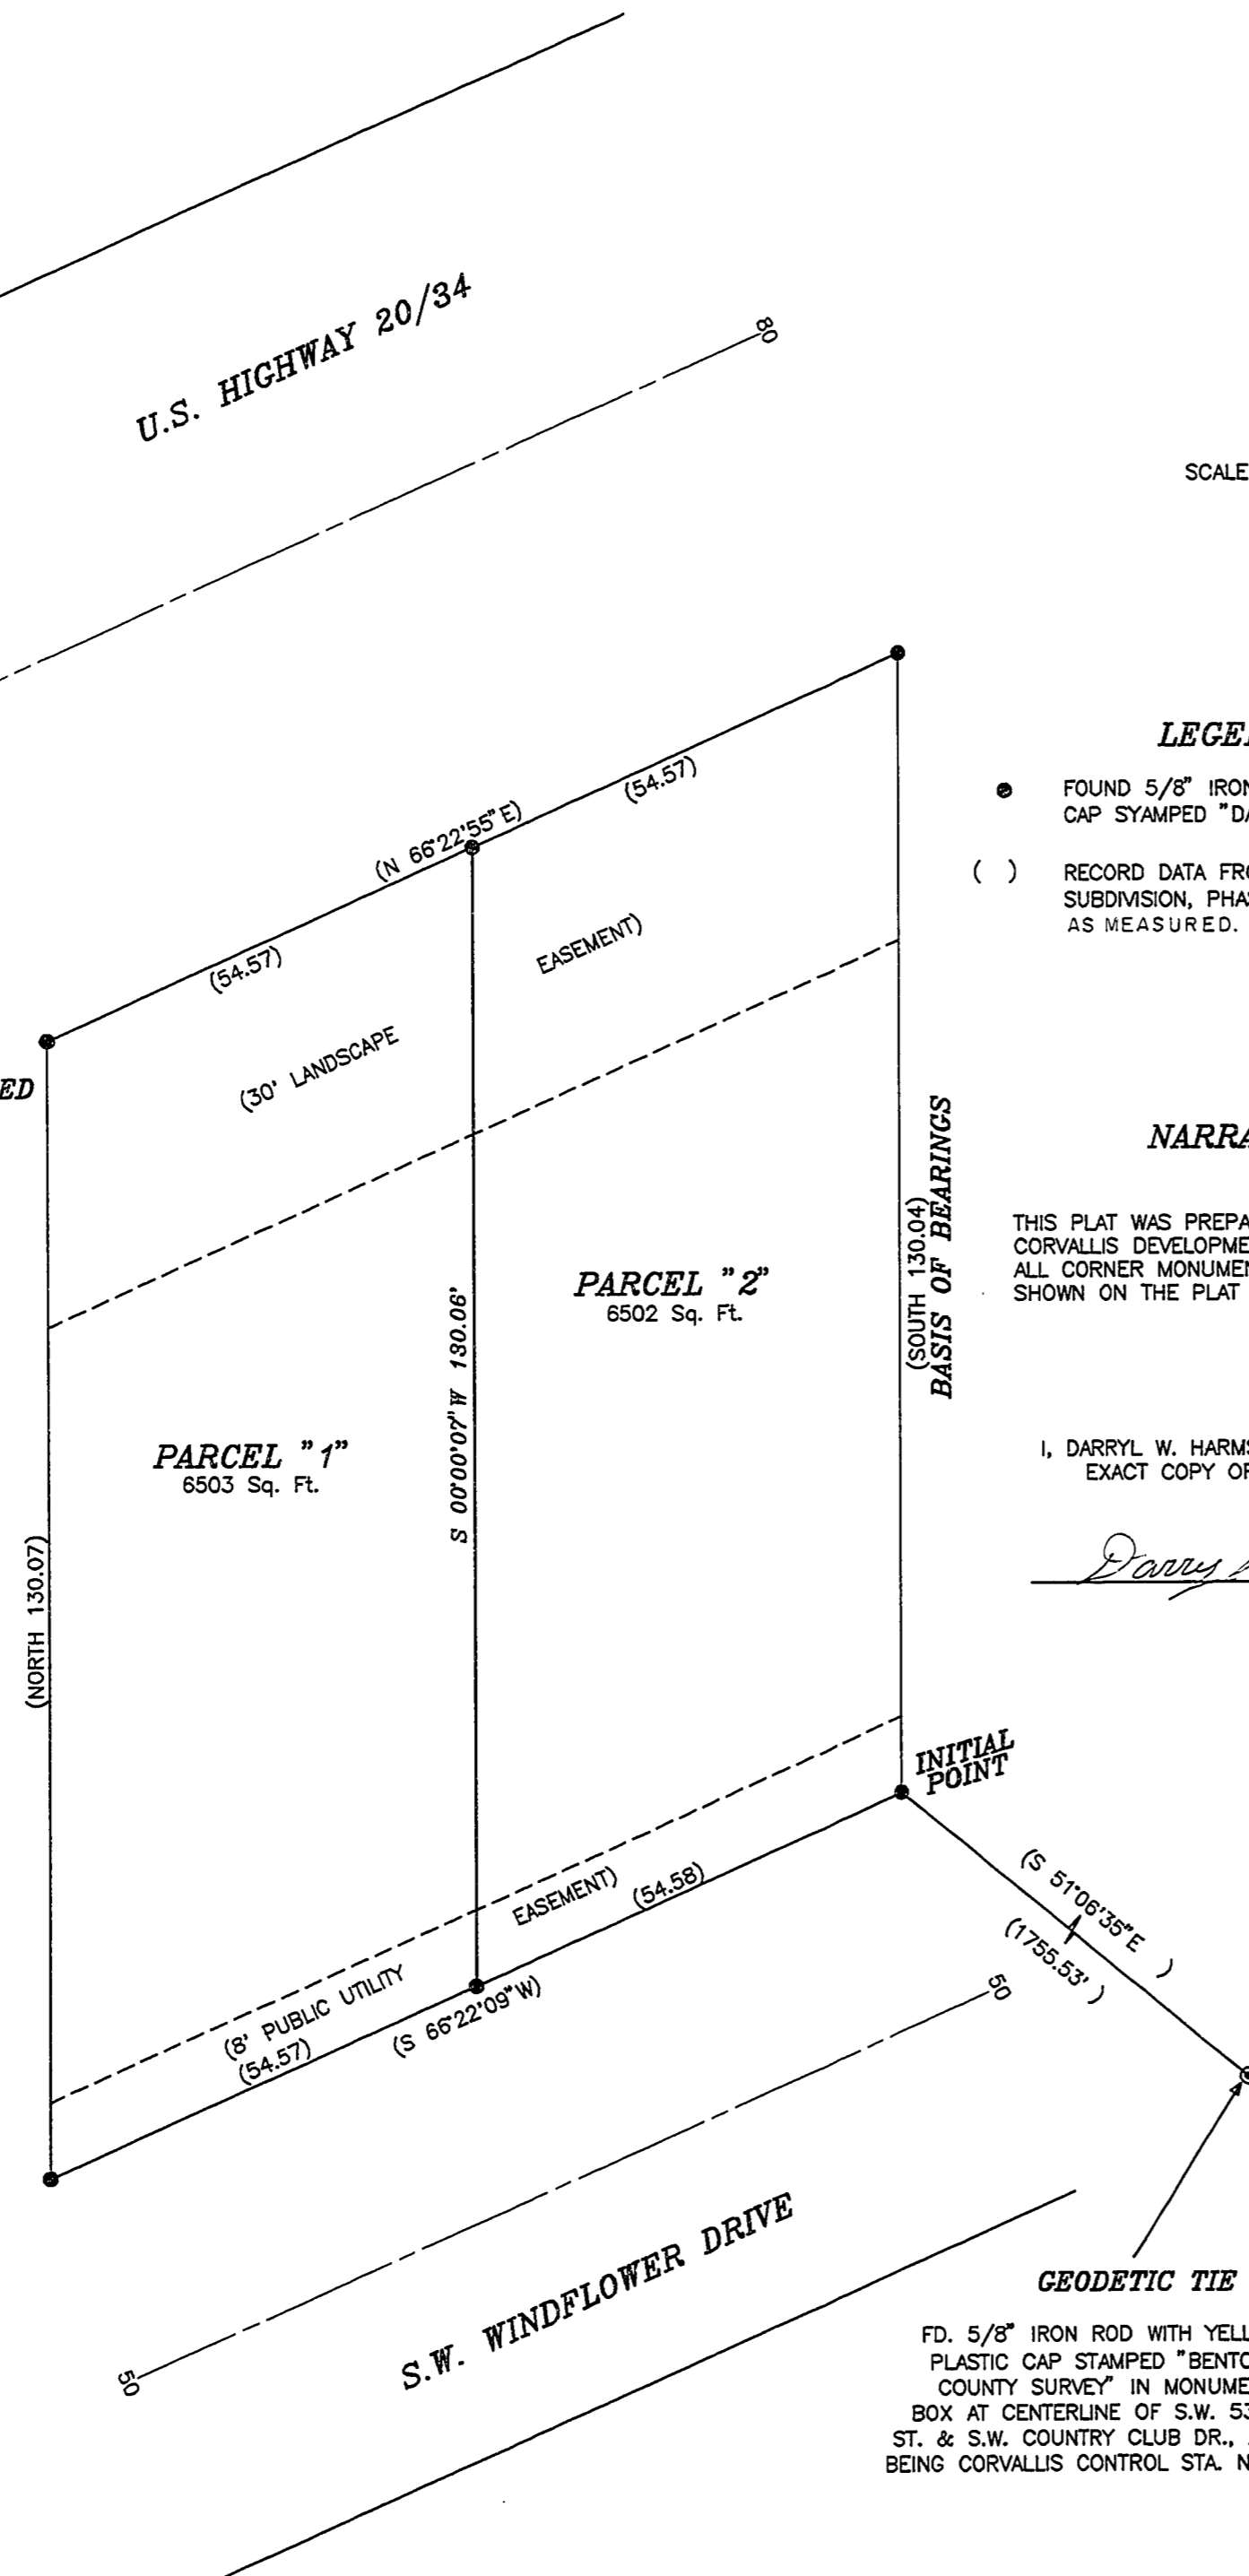 U.S. HIGHWAY 20/34
80
SCALE
(54.57)
(N 66°22'55"E)
(54.57)
EASEMENT)
(30' LANDSCAPE
ED
LEGE
FOUND 5/8" IRON
CAP SYAMPED "D
( ) RECORD DATA FRO
SUBDIVISION, PHA
AS MEASURED.
NARRA
THIS PLAT WAS PREPA
CORVALLIS DEVELOPME
ALL CORNER MONUMEN
SHOWN ON THE PLAT
(SOUTH 130.04)
BASIS OF BEARINGS
PARCEL "2"
6502 Sq. Ft.
S 00°00'07"W 130.06'
PARCEL "1"
6503 Sq. Ft.
(NORTH 130.07)
I, DARRYL W. HARMS
EXACT COPY OF
INITIAL
POINT
(S 51°06'35"E )
(1755.53' )
EASEMENT)
(54.58)
(8' PUBLIC UTILITY
(54.57)
(S 66°22'09"W)
50
50
S.W. WINDFLOWER DRIVE
GEODETIC TIE
FD. 5/8" IRON ROD WITH YELL
PLASTIC CAP STAMPED "BENTO
COUNTY SURVEY" IN MONUME
BOX AT CENTERLINE OF S.W. 53
ST. & S.W. COUNTRY CLUB DR.,
BEING CORVALLIS CONTROL STA. N